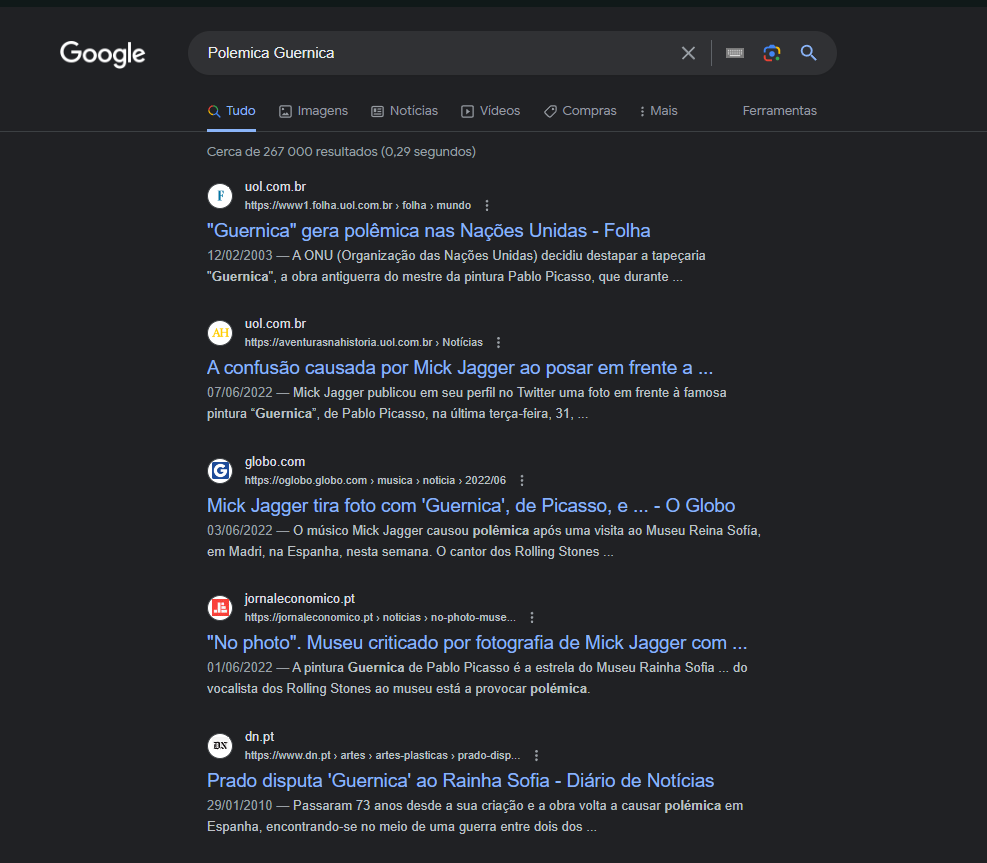 Google
Polemica Guernica
Tudo Imagens Notícias Vídeos Compras Mais Ferramentas
Cerca de 267 000 resultados (0,29 segundos)
F
uol.com.br
https://www1.folha.uol.com.br › folha › mundo
"Guernica" gera polêmica nas Nações Unidas - Folha
12/02/2003 — A ONU (Organização das Nações Unidas) decidiu destapar a tapeçaria
"Guernica", a obra antiguerra do mestre da pintura Pablo Picasso, que durante ...
AH
uol.com.br
https://aventurasnahistoria.uol.com.br › Notícias
A confusão causada por Mick Jagger ao posar em frente a ...
07/06/2022 — Mick Jagger publicou em seu perfil no Twitter uma foto em frente à famosa
pintura “Guernica”, de Pablo Picasso, na última terça-feira, 31, ...
G
globo.com
https://oglobo.globo.com › musica › noticia › 2022/06
Mick Jagger tira foto com 'Guernica', de Picasso, e ... - O Globo
03/06/2022 — O músico Mick Jagger causou polêmica após uma visita ao Museu Reina Sofía,
em Madri, na Espanha, nesta semana. O cantor dos Rolling Stones ...
JE
jornaleconomico.pt
https://jornaleconomico.pt › noticias › no-photo-muse...
"No photo". Museu criticado por fotografia de Mick Jagger com ...
01/06/2022 — A pintura Guernica de Pablo Picasso é a estrela do Museu Rainha Sofia ... do
vocalista dos Rolling Stones ao museu está a provocar polémica.
DN
dn.pt
https://www.dn.pt › artes › artes-plasticas › prado-disp...
Prado disputa 'Guernica' ao Rainha Sofia - Diário de Notícias
29/01/2010 — Passaram 73 anos desde a sua criação e a obra volta a causar polémica em
Espanha, encontrando-se no meio de uma guerra entre dois dos ...